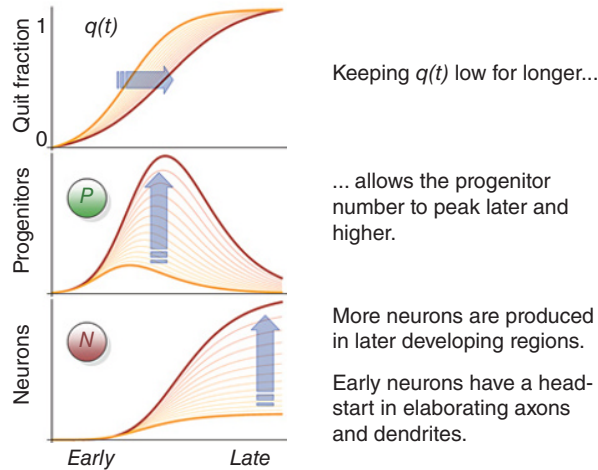 1
q(t)
Quit fraction
0
Keeping q(t) low for longer...
Progenitors
P
... allows the progenitor
number to peak later and
higher.
Neurons
N
More neurons are produced
in later developing regions.
Early neurons have a head-
start in elaborating axons
and dendrites.
Early
Late